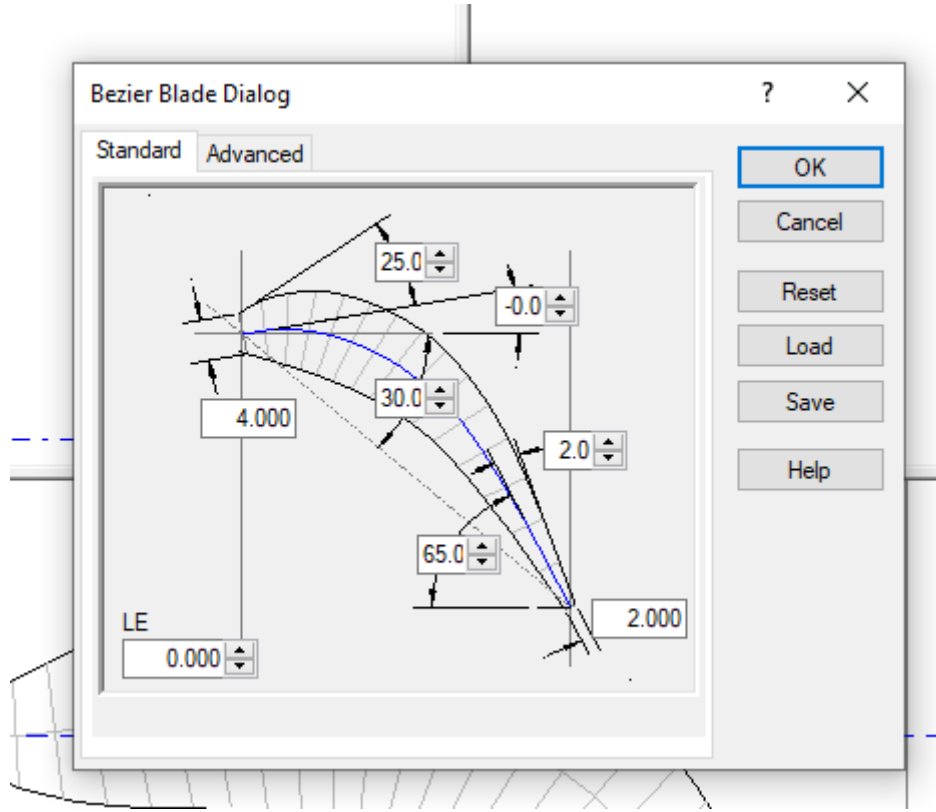 Bezier Blade Dialog
?
Standard
Advanced
OK
Cancel
Reset
Load
Save
Help
25.0
-0.0
4.000
30.0
2.0
65.0
2.000
LE
0.000